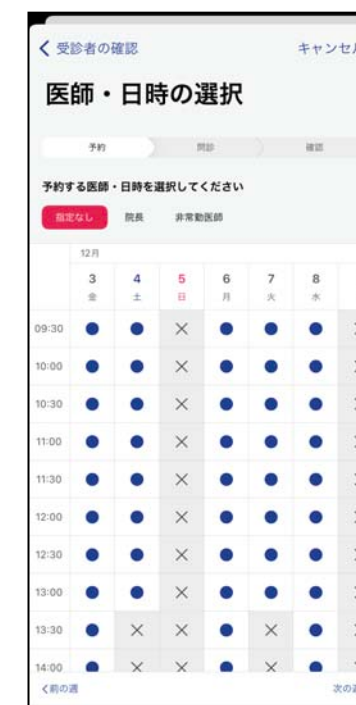 受診者の確認 キャンセル
医師・日時の選択
予約 問診 確認
予約する医師・日時を選択してください
指定なし 院長 非常勤医師
12月
3 4 5 6 7 8
金 土 日 月 火 水
09:30
10:00
10:30
11:00
11:30
12:00
12:30
13:00
13:30
14:00
前の週 次の週